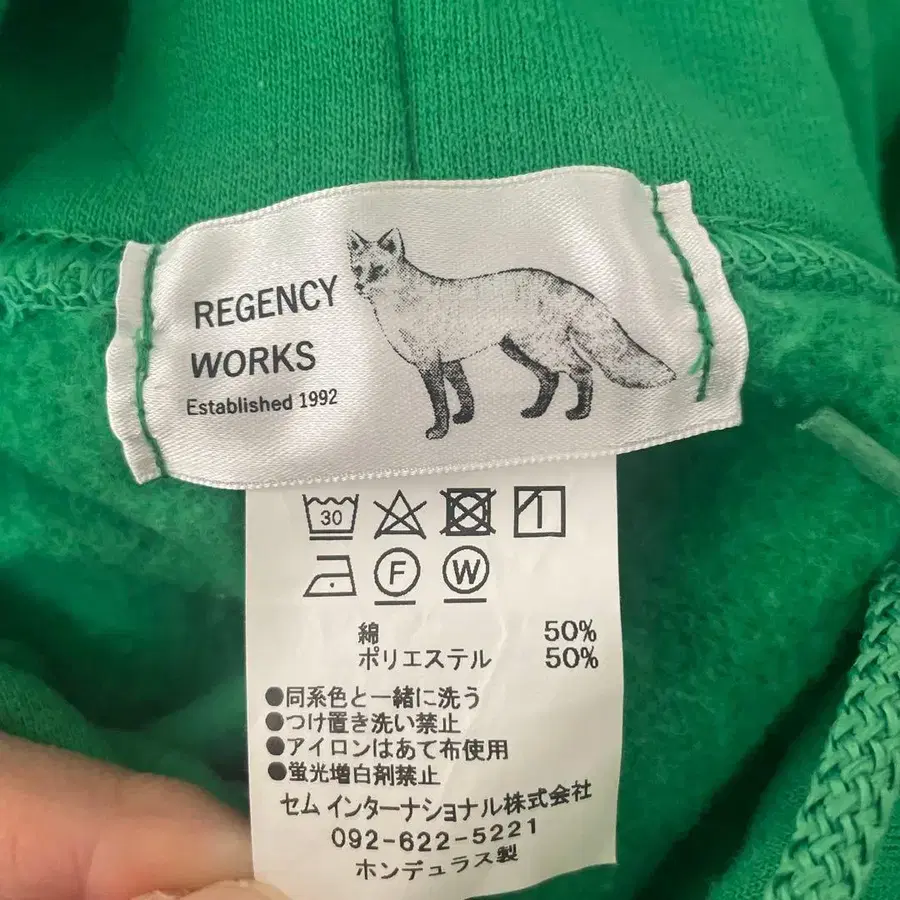 REGENCY
WORKS
Established 1992
30
F W
綿 50%
ポリエステル 50%
●同系色と一緒に洗う
●つけ置き洗い禁止
●アイロンはあて布使用
●蛍光増白剤禁止
セム インターナショナル株式会社
092-622-5221
ホンデュラス製